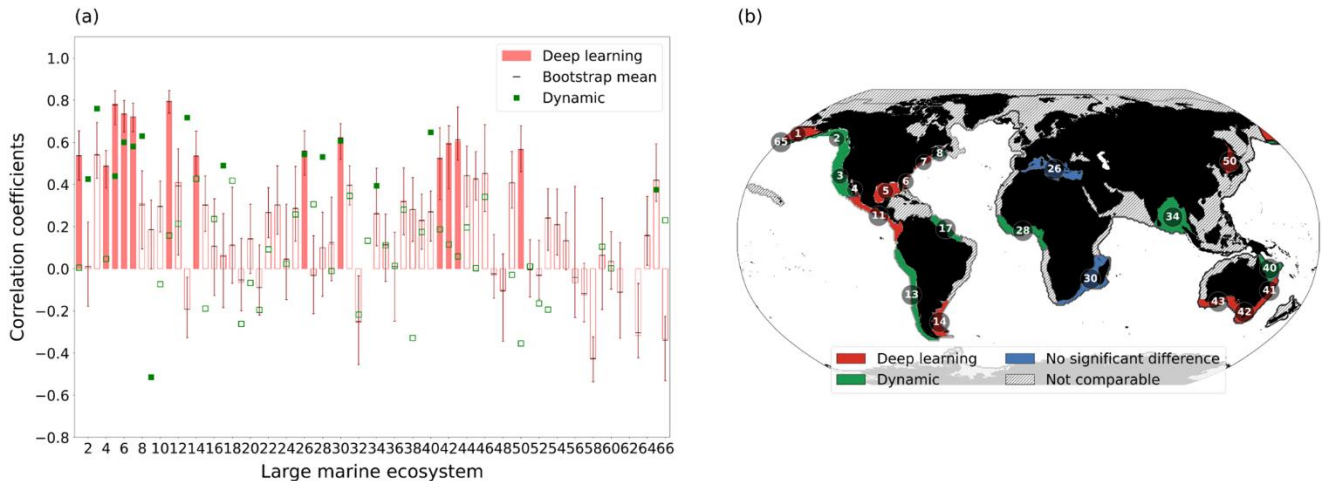 (a)
Correlation coefficients
1.0
0.8
0.6
0.4
0.2
0.0
−0.2
−0.4
−0.6
−0.8
Deep learning
Bootstrap mean
Dynamic
2 4 6 8 10 12 14 16 18 20 22 24 26 28 30 32 34 36 38 40 42 44 46 48 50 52 54 56 58 60 62 64 66
Large marine ecosystem
(b)
65 1 2 3 4 5 6 7 8 11 13 14 17 26 28 30 34 40 41 42 43 50
Deep learning
No significant difference
Dynamic
Not comparable